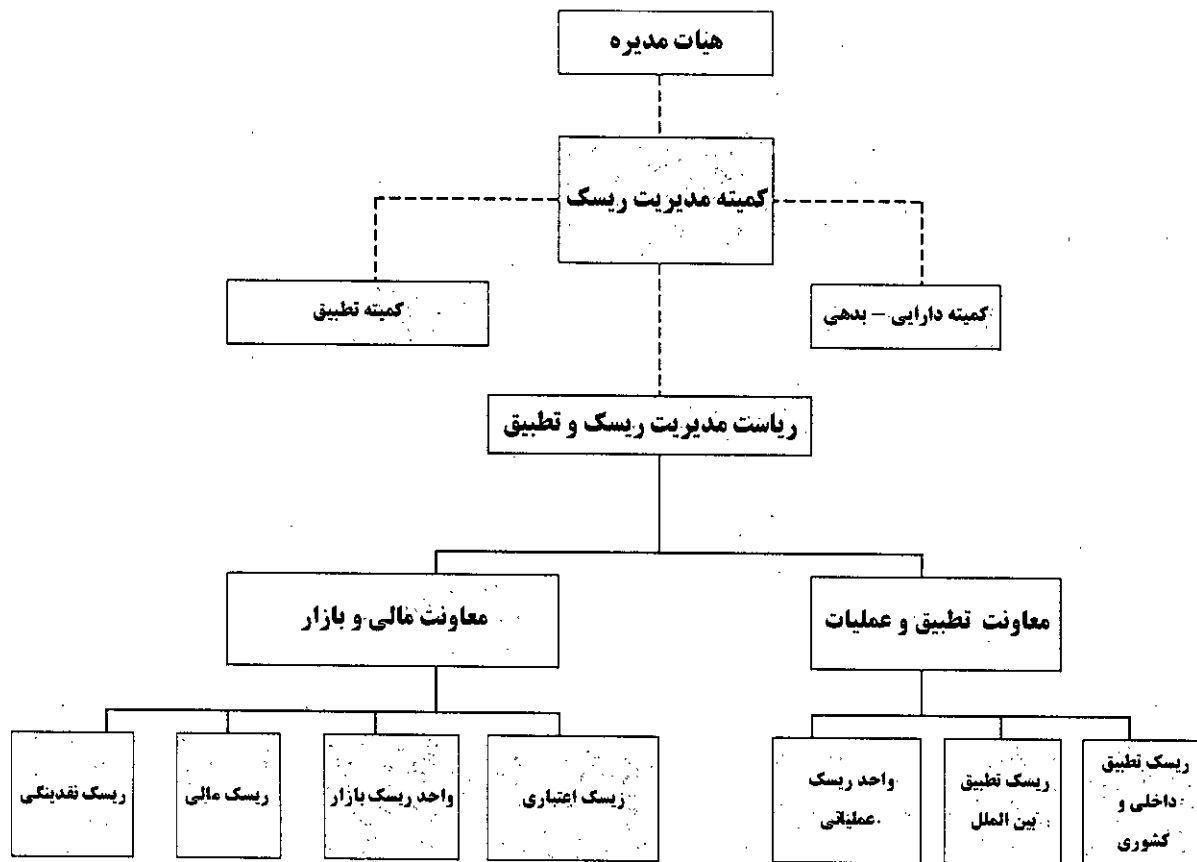 هیات مدیره
کمیته مدیریت ریسک
کمیته دارایی – بدهی
کمیته تطبیق
ریاست مدیریت ریسک و تطبیق
معاونت تطبیق و عملیات
معاونت مالی و بازار
ریسک تطبیق
داخلی و
کشوری
ریسک تطبیق
بین الملل
واحد ریسک
عملیاتی
ریسک اعتباری
واحد ریسک بازار
ریسک مالی
ریسک نقدینگی